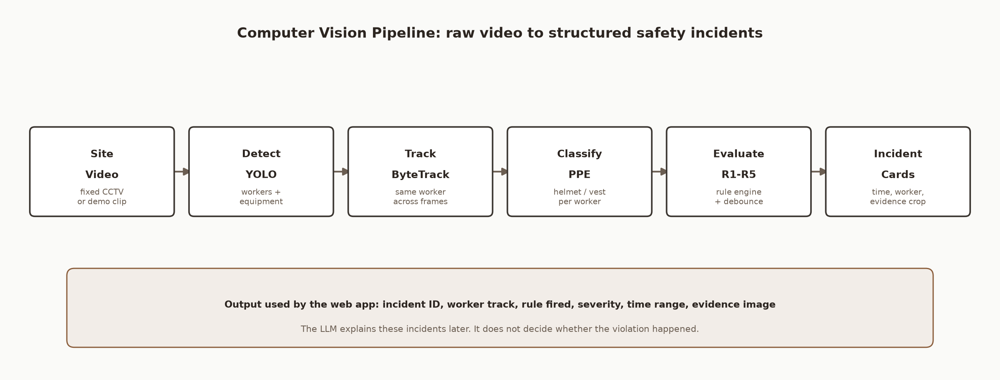 Computer Vision Pipeline: raw video to structured safety incidents
Site
Video
fixed CCTV
or demo clip
Detect
YOLO
workers +
equipment
Track
ByteTrack
same worker
across frames
Classify
PPE
helmet / vest
per worker
Evaluate
R1-R5
rule engine
+ debounce
Incident
Cards
time, worker,
evidence crop
Output used by the web app: incident ID, worker track, rule fired, severity, time range, evidence image
The LLM explains these incidents later. It does not decide whether the violation happened.